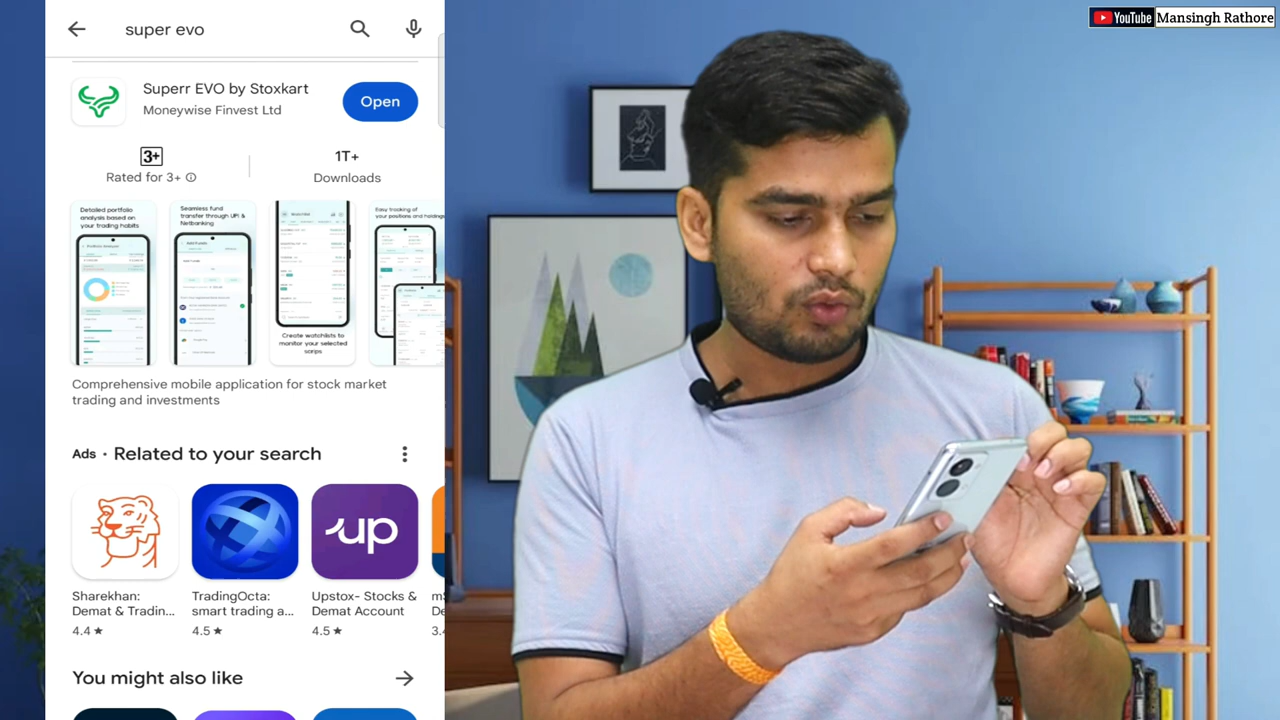 super evo
YouTube Mansingh Rathore
Superr EVO by Stoxkart
Moneywise Finvest Ltd
Open
3+
Rated for 3+
1T+
Downloads
Detailed portfolio
analysis based on
your trading habits
Seamless fund
transfer through UPI &
Netbanking
Easy tracking of
your positions and holdings
Create watchlists to
monitor your selected
scrips
Comprehensive mobile application for stock market
trading and investments
Ads · Related to your search
up
Sharekhan:
Demat & Tradin...
4.4 ★
TradingOcta:
smart trading a...
4.5 ★
Upstox- Stocks &
Demat Account
4.5 ★
3.4
You might also like